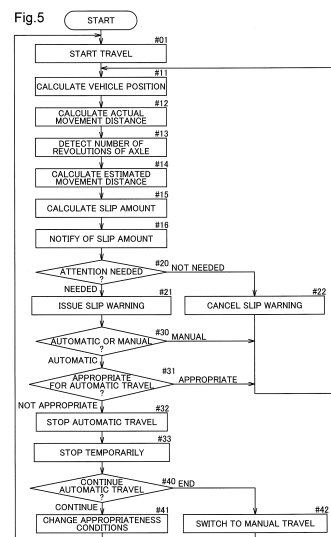 Fig.5
START
#01
START TRAVEL
#11
CALCULATE VEHICLE POSITION
#12
CALCULATE ACTUAL
MOVEMENT DISTANCE
#13
DETECT NUMBER OF
REVOLUTIONS OF AXLE
#14
CALCULATE ESTIMATED
MOVEMENT DISTANCE
#15
CALCULATE SLIP AMOUNT
#16
NOTIFY OF SLIP AMOUNT
#20
ATTENTION NEEDED
?
NOT NEEDED
NEEDED
#21
ISSUE SLIP WARNING
#22
CANCEL SLIP WARNING
#30
AUTOMATIC OR MANUAL
?
MANUAL
AUTOMATIC
#31
APPROPRIATE
FOR AUTOMATIC TRAVEL
?
APPROPRIATE
NOT APPROPRIATE
#32
STOP AUTOMATIC TRAVEL
#33
STOP TEMPORARILY
#40
CONTINUE
AUTOMATIC TRAVEL
?
END
CONTINUE
#41
CHANGE APPROPRIATENESS
CONDITIONS
#42
SWITCH TO MANUAL TRAVEL